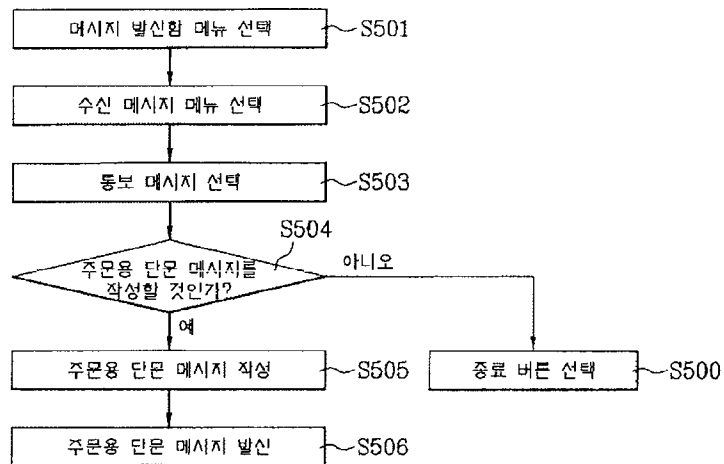 메시지 발신함 메뉴 선택 S501
수신 메시지 메뉴 선택 S502
통보 메시지 선택 S503
S504
주문용 단문 메시지를
작성할 것인가?
아니오
예
주문용 단문 메시지 작성 S505
종료 버튼 선택 S500
주문용 단문 메시지 발신 S506